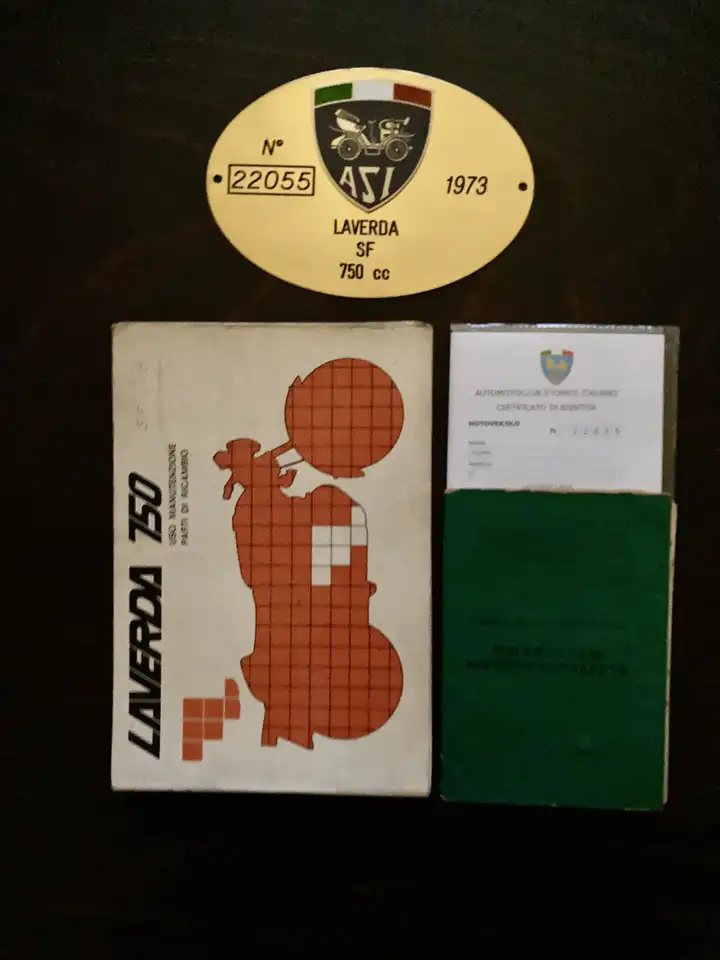 N°
22055
ASI
1973
LAVERDA
SF
750 cc
LAVERDA 750
USO MANUTENZIONE
PARTI DI RICAMBIO
AUTOMOTOCLUB STORICO ITALIANO
CERTIFICATO DI IDENTITÀ
MOTOVEICOLO
N.